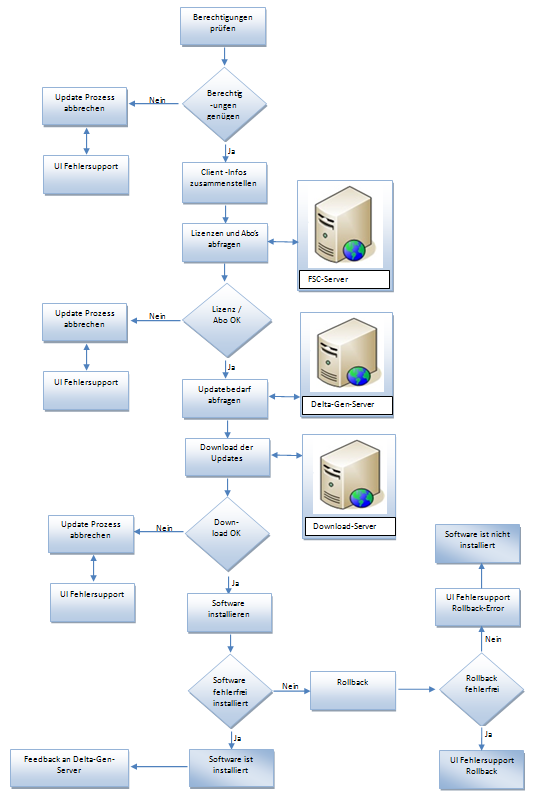 Berechtigungen
prüfen
Berechtig
-ungen
genügen
Nein
Update Prozess
abbrechen
UI Fehlersupport
Ja
Client -Infos
zusammenstellen
Lizenzen und Abo's
abfragen
FSC-Server
Lizenz /
Abo OK
Nein
Update Prozess
abbrechen
UI Fehlersupport
Ja
Updatebedarf
abfragen
Delta-Gen-Server
Download der
Updates
Download-Server
Down-
load OK
Nein
Update Prozess
abbrechen
UI Fehlersupport
Ja
Software
installieren
Software
fehlerfrei
installiert
Nein
Rollback
Rollback
fehlerfrei
Nein
UI Fehlersupport
Rollback-Error
Software ist nicht
installiert
Ja
UI Fehlersupport
Rollback
Ja
Software ist
installiert
Feedback an Delta-Gen-
Server